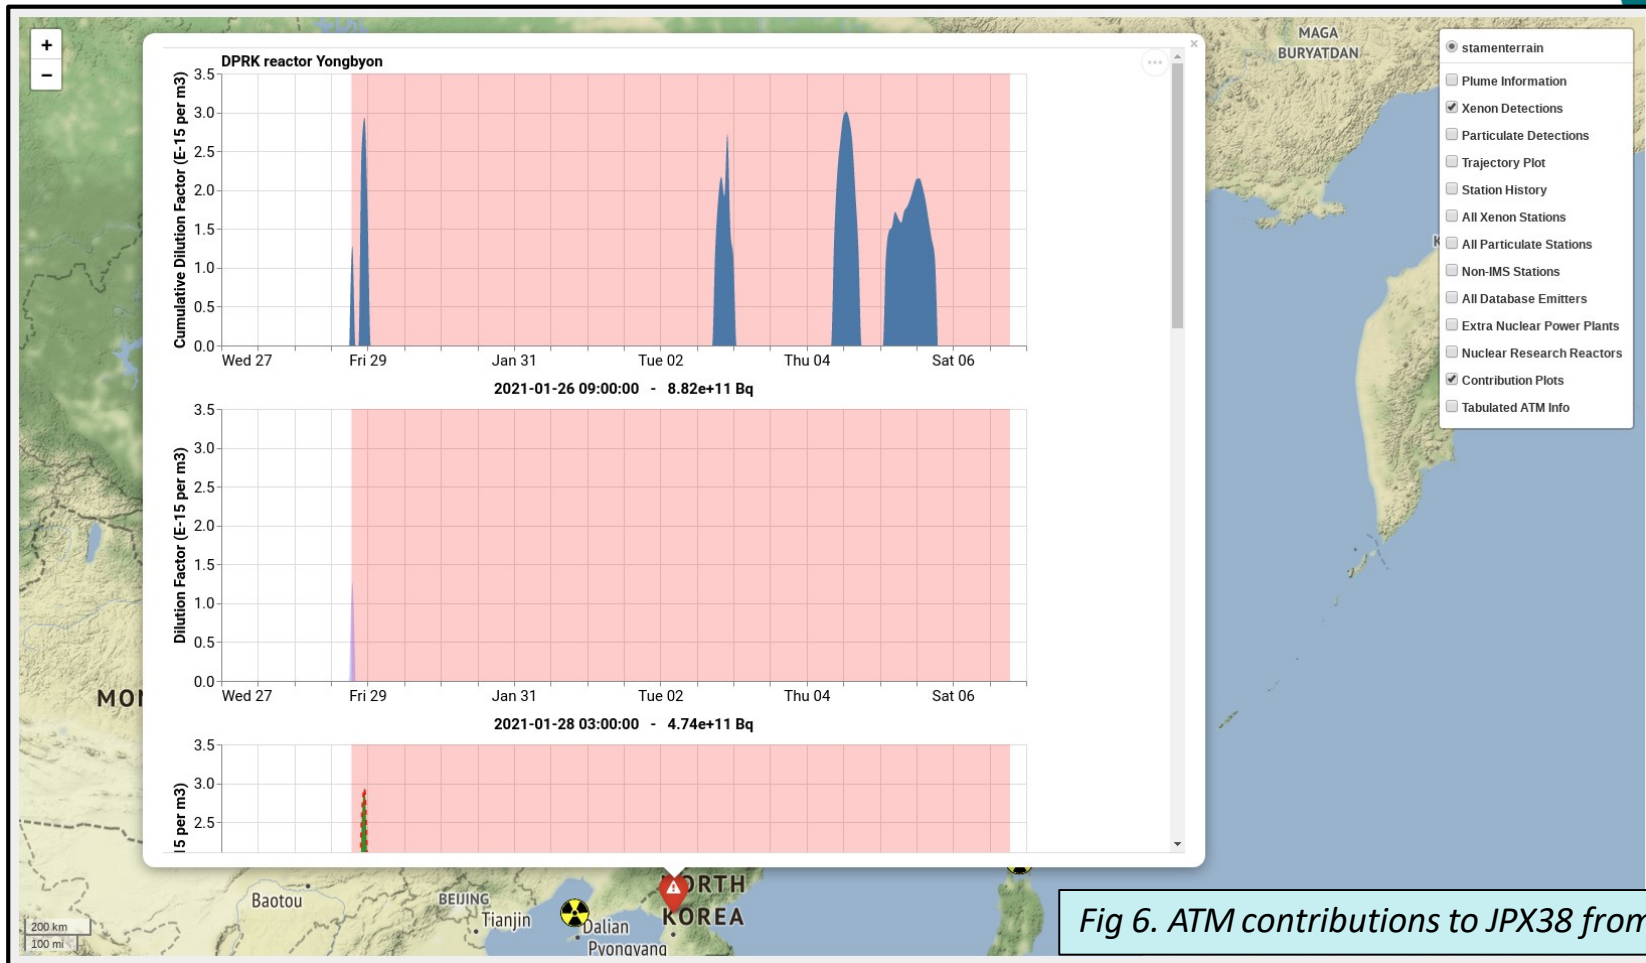 +
−
MAGA
BURYATDAN
×
DPRK reactor Yongbyon
Cumulative Dilution Factor (E-15 per m3)
3.5
3.0
2.5
2.0
1.5
1.0
0.5
0.0
Wed 27 Fri 29 Jan 31 Tue 02 Thu 04 Sat 06
2021-01-26 09:00:00 - 8.82e+11 Bq
Dilution Factor (E-15 per m3)
3.5
3.0
2.5
2.0
1.5
1.0
0.5
0.0
Wed 27 Fri 29 Jan 31 Tue 02 Thu 04 Sat 06
2021-01-28 03:00:00 - 4.74e+11 Bq
15 per m3)
3.5
3.0
2.5
stamenterrain
Plume Information
Xenon Detections
Particulate Detections
Trajectory Plot
Station History
All Xenon Stations
All Particulate Stations
Non-IMS Stations
All Database Emitters
Extra Nuclear Power Plants
Nuclear Research Reactors
Contribution Plots
Tabulated ATM Info
K
MON
Baotou
BEIJING
Tianjin
Dalian
Pyongyang
NORTH
KOREA
200 km
100 mi
Fig 6. ATM contributions to JPX38 from